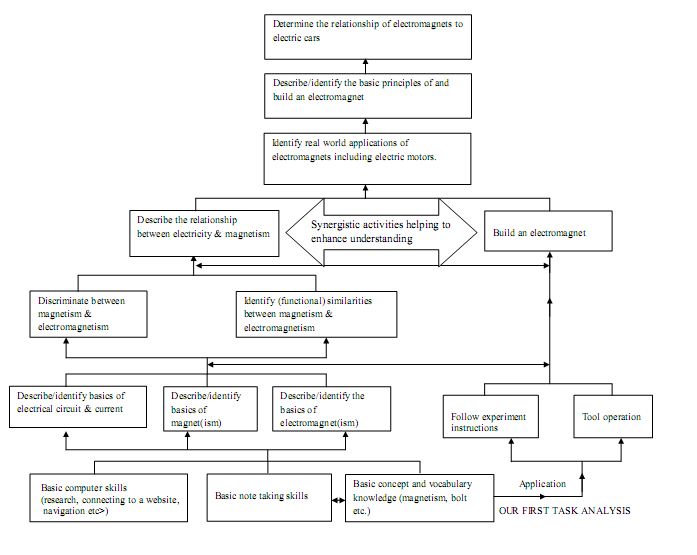 Determine the relationship of electromagnets to
electric cars
Describe/identify the basic principles of and
build an electromagnet
Identify real world applications of
electromagnets including electric motors.
Describe the relationship
between electricity & magnetism
Synergistic activities helping to
enhance understanding
Build an electromagnet
Discriminate between
magnetism &
electromagnetism
Identify (functional) similarities
between magnetism &
electromagnetism
Describe/identify basics of
electrical circuit & current
Describe/identify
basics of
magnet(ism)
Describe/identify the
basics of
electromagnet(ism)
Follow experiment
instructions
Tool operation
Basic computer skills
(research, connecting to a website,
navigation etc>)
Basic note taking skills
Basic concept and vocabulary
knowledge (magnetism, bolt
etc.)
Application
OUR FIRST TASK ANALYSIS